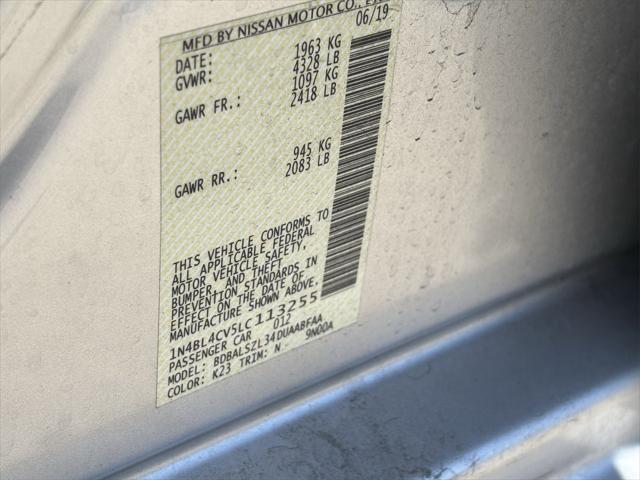 MFD BY NISSAN MOTOR CO.,
DATE: 06/19
GVWR: 1963 KG
4328 LB
GAWR FR.: 1097 KG
2418 LB
GAWR RR.: 945 KG
2083 LB
THIS VEHICLE CONFORMS TO
ALL APPLICABLE FEDERAL
MOTOR VEHICLE SAFETY,
BUMPER, AND THEFT
PREVENTION STANDARDS IN
EFFECT ON THE DATE OF
MANUFACTURE SHOWN ABOVE.
1N4BL4CV5LC113255
PASSENGER CAR 012
MODEL: BDBALSZL34DUAABFAA
COLOR: K23 TRIM: N 9N00A